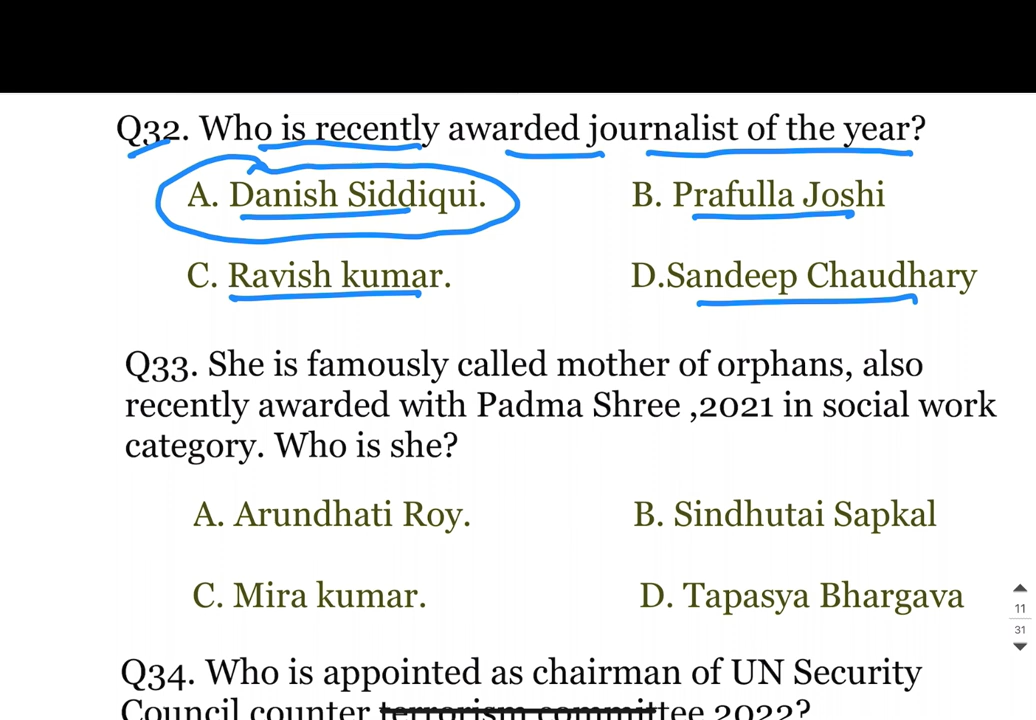 Q32. Who is recently awarded journalist of the year?
A. Danish Siddiqui. B. Prafulla Joshi
C. Ravish kumar. D.Sandeep Chaudhary
Q33. She is famously called mother of orphans, also
recently awarded with Padma Shree ,2021 in social work
category. Who is she?
A. Arundhati Roy. B. Sindhutai Sapkal
C. Mira kumar. D. Tapasya Bhargava
11
31
Q34. Who is appointed as chairman of UN Security
Council counter terrorism committee 2022?